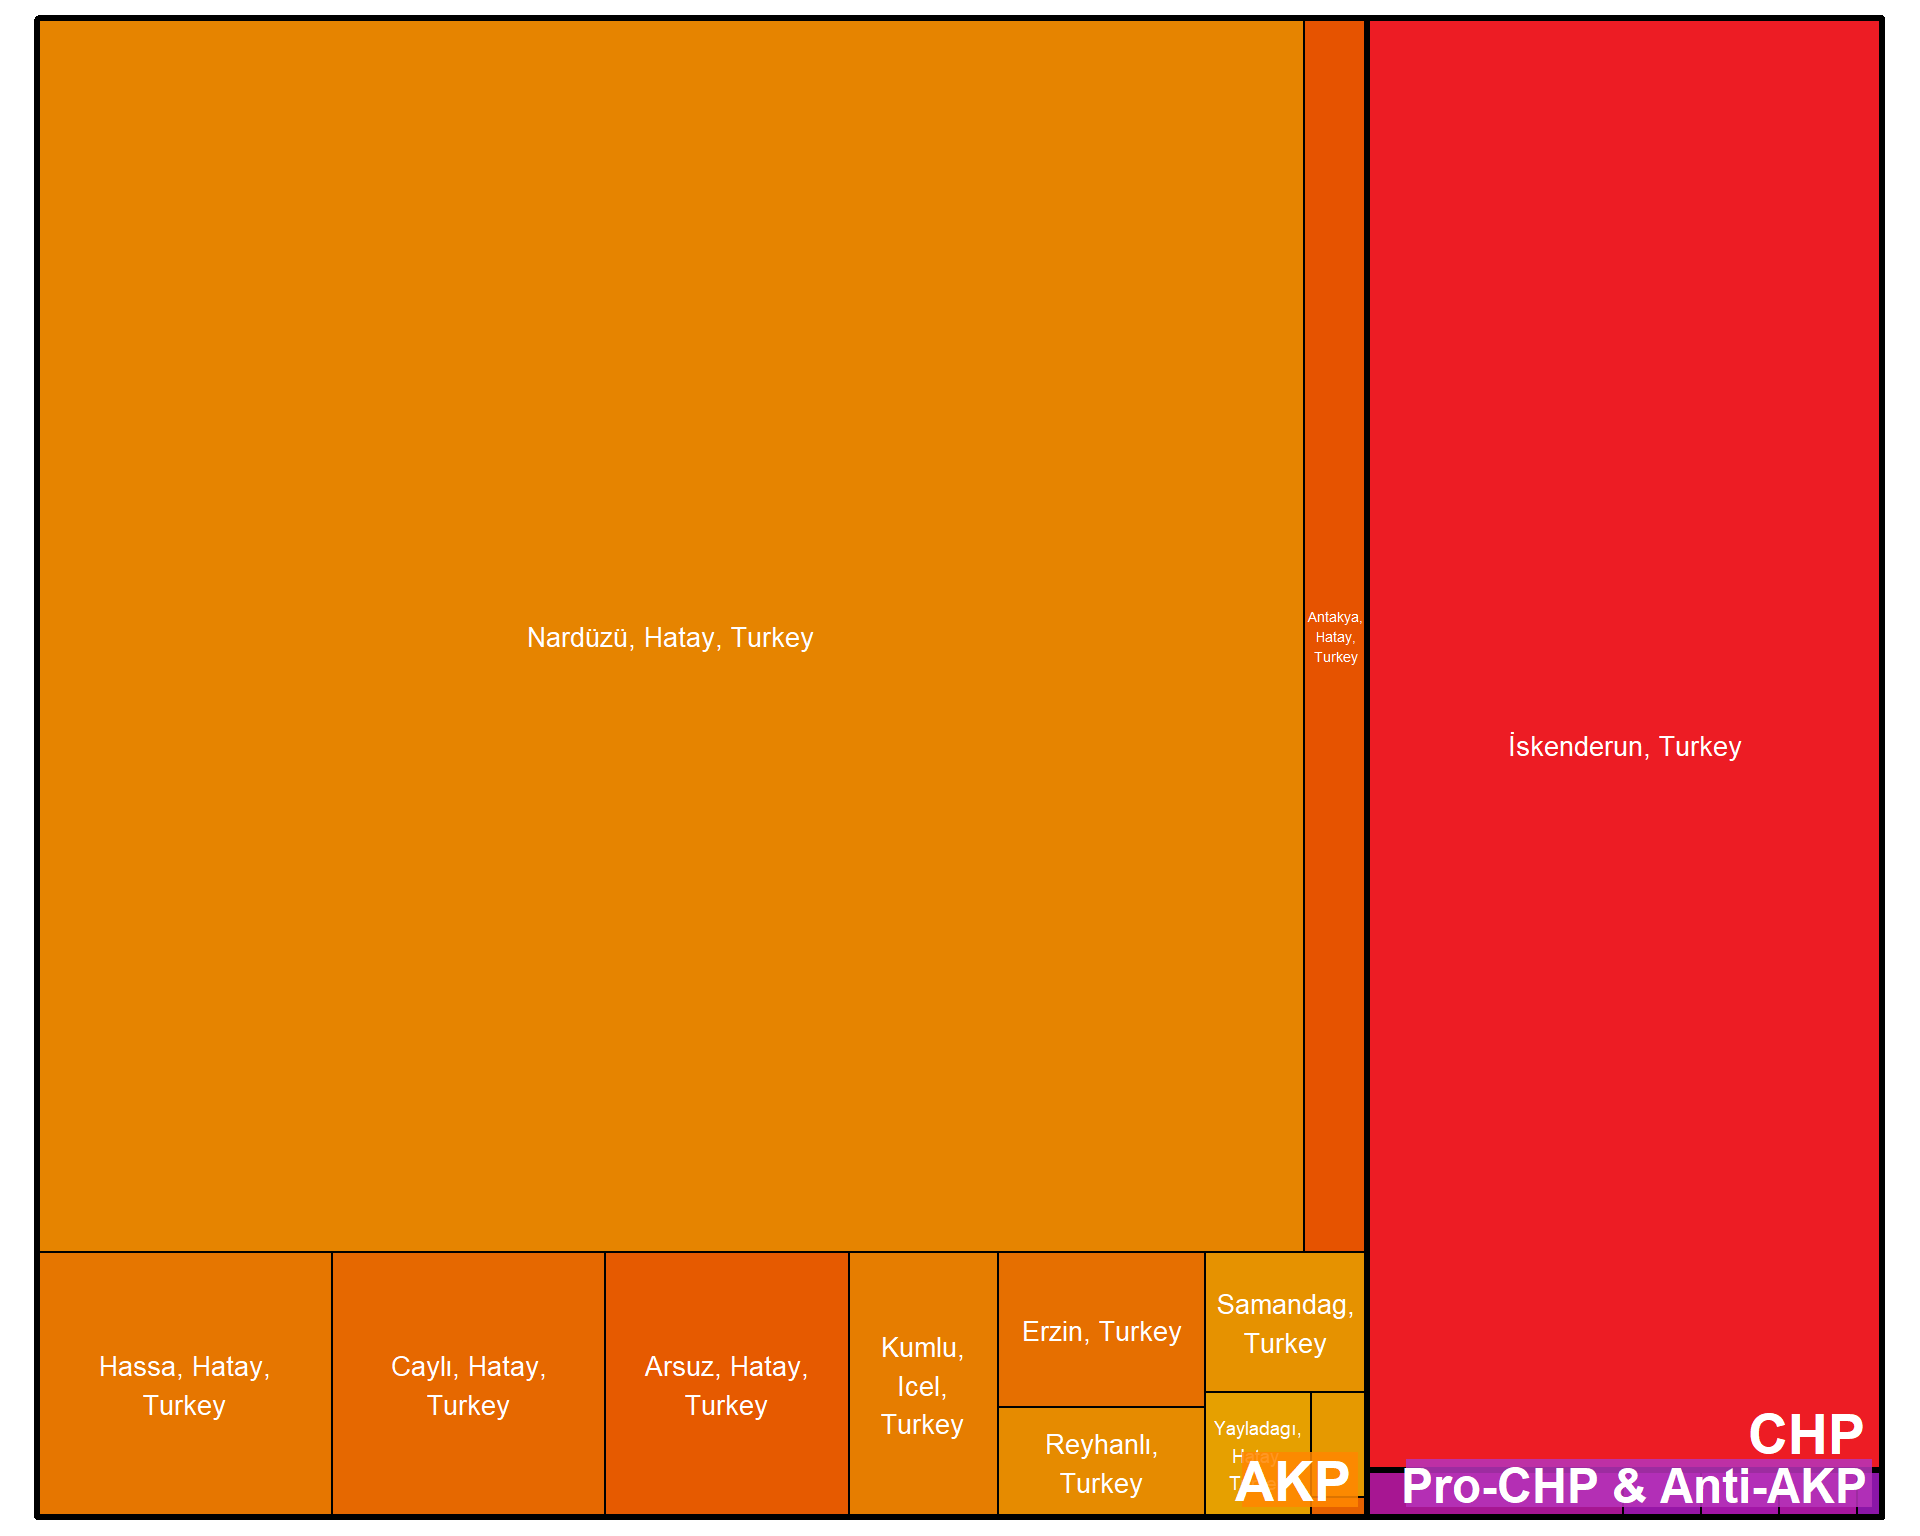 Nardüzü, Hatay, Turkey
Antakya,
Hatay,
Turkey
İskenderun, Turkey
Hassa, Hatay,
Turkey
Caylı, Hatay,
Turkey
Arsuz, Hatay,
Turkey
Kumlu,
Icel,
Turkey
Erzin, Turkey
Reyhanlı,
Turkey
Samandag,
Turkey
Yayladagı,
Hatay
AKP
CHP
Pro-CHP & Anti-AKP